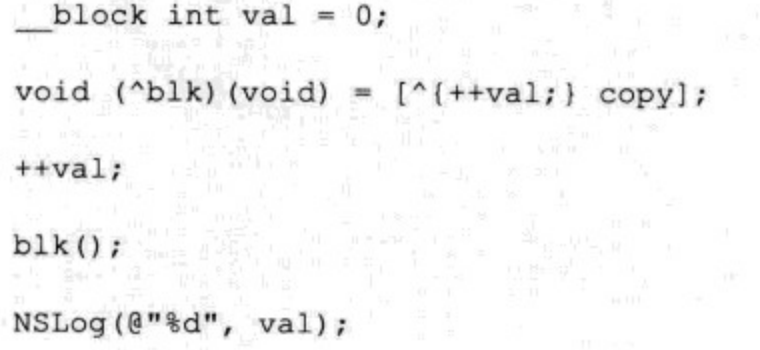 __block int val = 0;
void (^blk)(void) = [^{++val;} copy];
++val;
blk();
NSLog(@"%d", val);